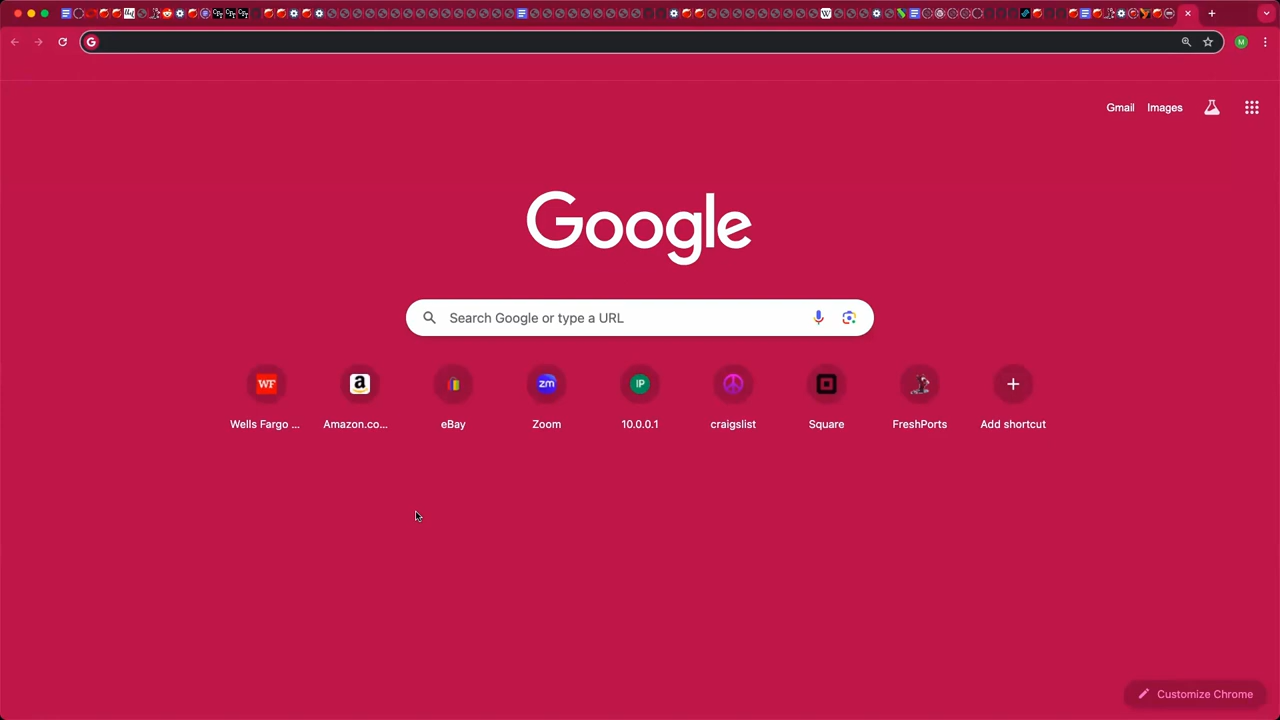 M
Gmail Images
Google
Search Google or type a URL
WF a zm IP
Wells Fargo ... Amazon.co... eBay Zoom 10.0.0.1 craigslist Square FreshPorts Add shortcut
Customize Chrome